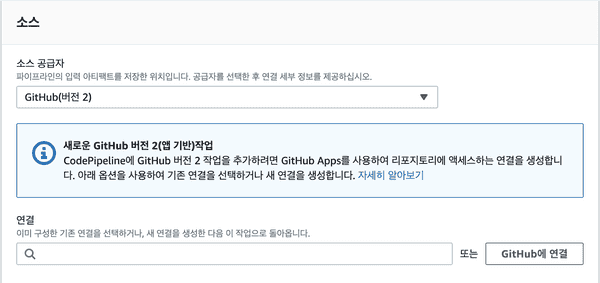 소스
소스 공급자
파이프라인의 입력 아티팩트를 저장한 위치입니다. 공급자를 선택한 후 연결 세부 정보를 제공하십시오.
GitHub(버전 2)
새로운 GitHub 버전 2(앱 기반)작업
CodePipeline에 GitHub 버전 2 작업을 추가하려면 GitHub Apps를 사용하여 리포지토리에 액세스하는 연결을 생성합니
다. 아래 옵션을 사용하여 기존 연결을 선택하거나 새 연결을 생성합니다. 자세히 알아보기
연결
이미 구성한 기존 연결을 선택하거나, 새 연결을 생성한 다음 이 작업으로 돌아옵니다.
또는 GitHub에 연결